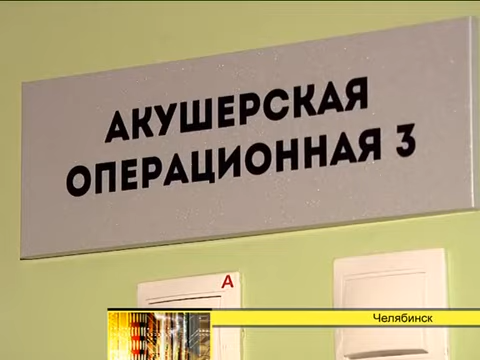 АКУШЕРСКАЯ
ОПЕРАЦИОННАЯ 3
А
Челябинск